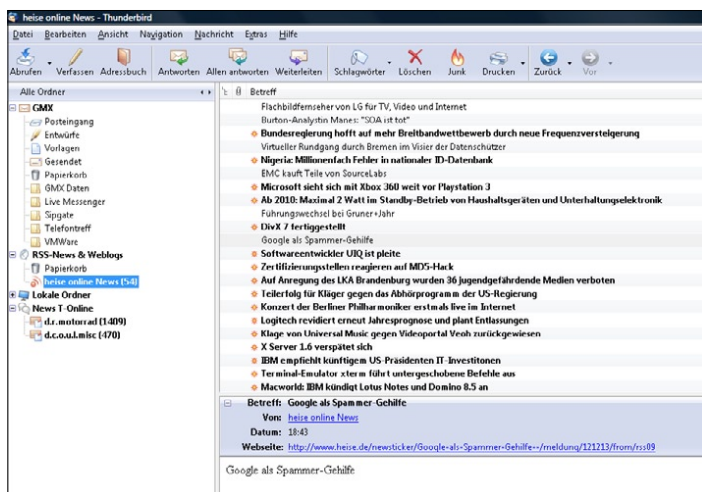 heise online News - Thunderbird
Datei Bearbeiten Ansicht Navigation Nachricht Extras Hilfe
Abrufen Verfassen Adressbuch Antworten Allen antworten Weiterleiten Schlagwörter Löschen Junk Drucken Zurück Vor
Alle Ordner
GMX
Posteingang
Entwürfe
Vorlagen
Gesendet
Papierkorb
GMX Daten
Live Messenger
Sipgate
Telefontreff
VMWare
RSS-News & Weblogs
Papierkorb
heise online News (54)
Lokale Ordner
News T-Online
d.r.motorrad (1409)
d.c.o.u.l.misc (470)
Betreff
Flachbildfernseher von LG für TV, Video und Internet
Burton-Analystin Manes: "SOA ist tot"
Bundesregierung hofft auf mehr Breitbandwettbewerb durch neue Frequenzversteigerung
Virtueller Rundgang durch Bremen im Visier der Datenschützer
Nigeria: Millionenfach Fehler in nationaler ID-Datenbank
EMC kauft Teile von SourceLabs
Microsoft sieht sich mit Xbox 360 weit vor Playstation 3
Ab 2010: Maximal 2 Watt im Standby-Betrieb von Haushaltsgeräten und Unterhaltungselektronik
Führungswechsel bei Gruner+Jahr
DivX 7 fertiggestellt
Google als Spammer-Gehilfe
Softwareentwickler UIQ ist pleite
Zertifizierungsstellen reagieren auf MD5-Hack
Auf Anregung des LKA Brandenburg wurden 36 jugendgefährdende Medien verboten
Teilerfolg für Kläger gegen das Abhörprogramm der US-Regierung
Konzert der Berliner Philharmoniker erstmals live im Internet
Logitech revidiert erneut Jahresprognose und plant Entlassungen
Klage von Universal Music gegen Videoportal Veoh zurückgewiesen
X Server 1.6 verspätet sich
IBM empfiehlt künftigem US-Präsidenten IT-Investitonen
Terminal-Emulator xterm führt untergeschobene Befehle aus
Macworld: IBM kündigt Lotus Notes und Domino 8.5 an
Betreff: Google als Spammer-Gehilfe
Von: heise online News
Datum: 18:43
Webseite: http://www.heise.de/newsticker/Google-als-Spammer-Gehilfe--/meldung/121213/from/rss09
Google als Spammer-Gehilfe